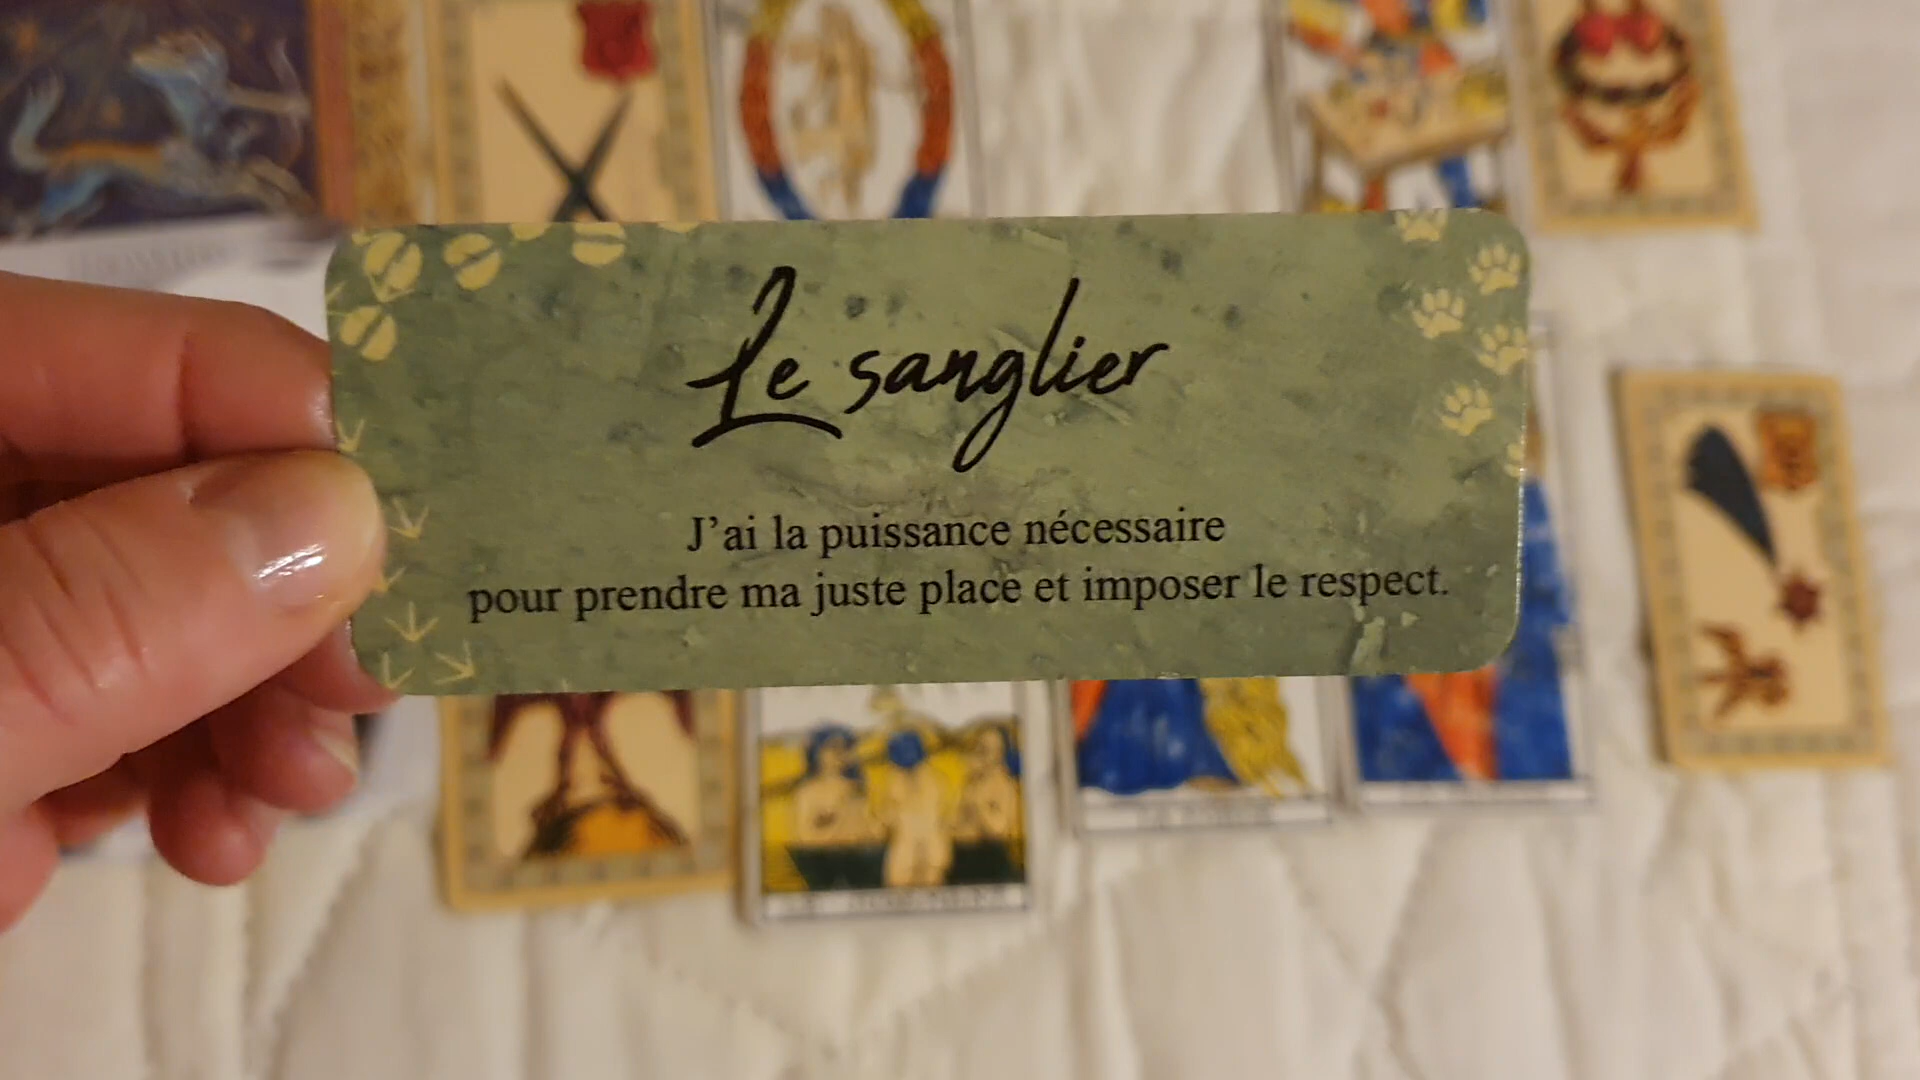 Le sanglier
J'ai la puissance nécessaire
pour prendre ma juste place et imposer le respect.